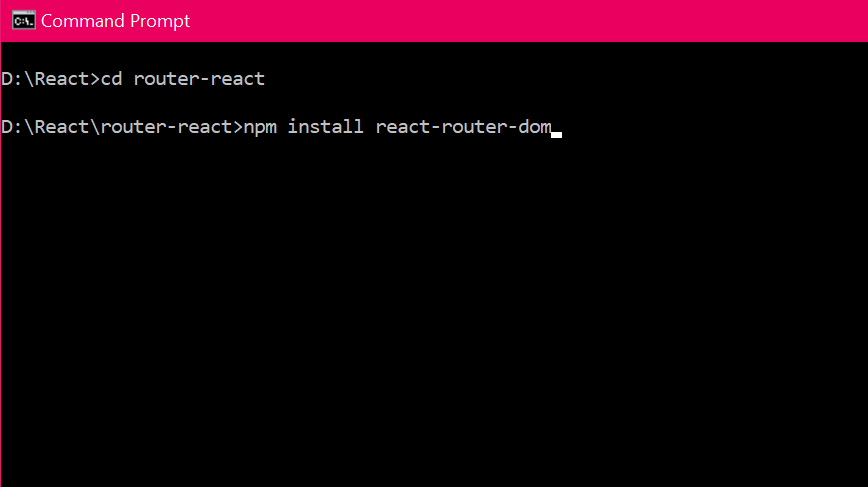 Command Prompt
D:\React>cd router-react
D:\React\router-react>npm install react-router-dom